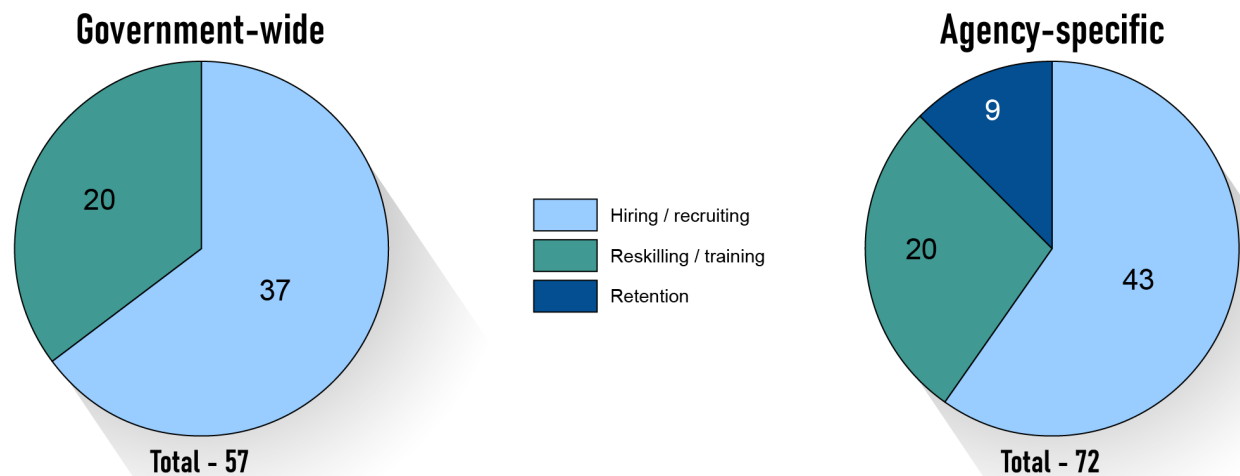 Government-wide
20
37
Total - 57
Hiring / recruiting
Reskilling / training
Retention
Agency-specific
9
20
43
Total - 72